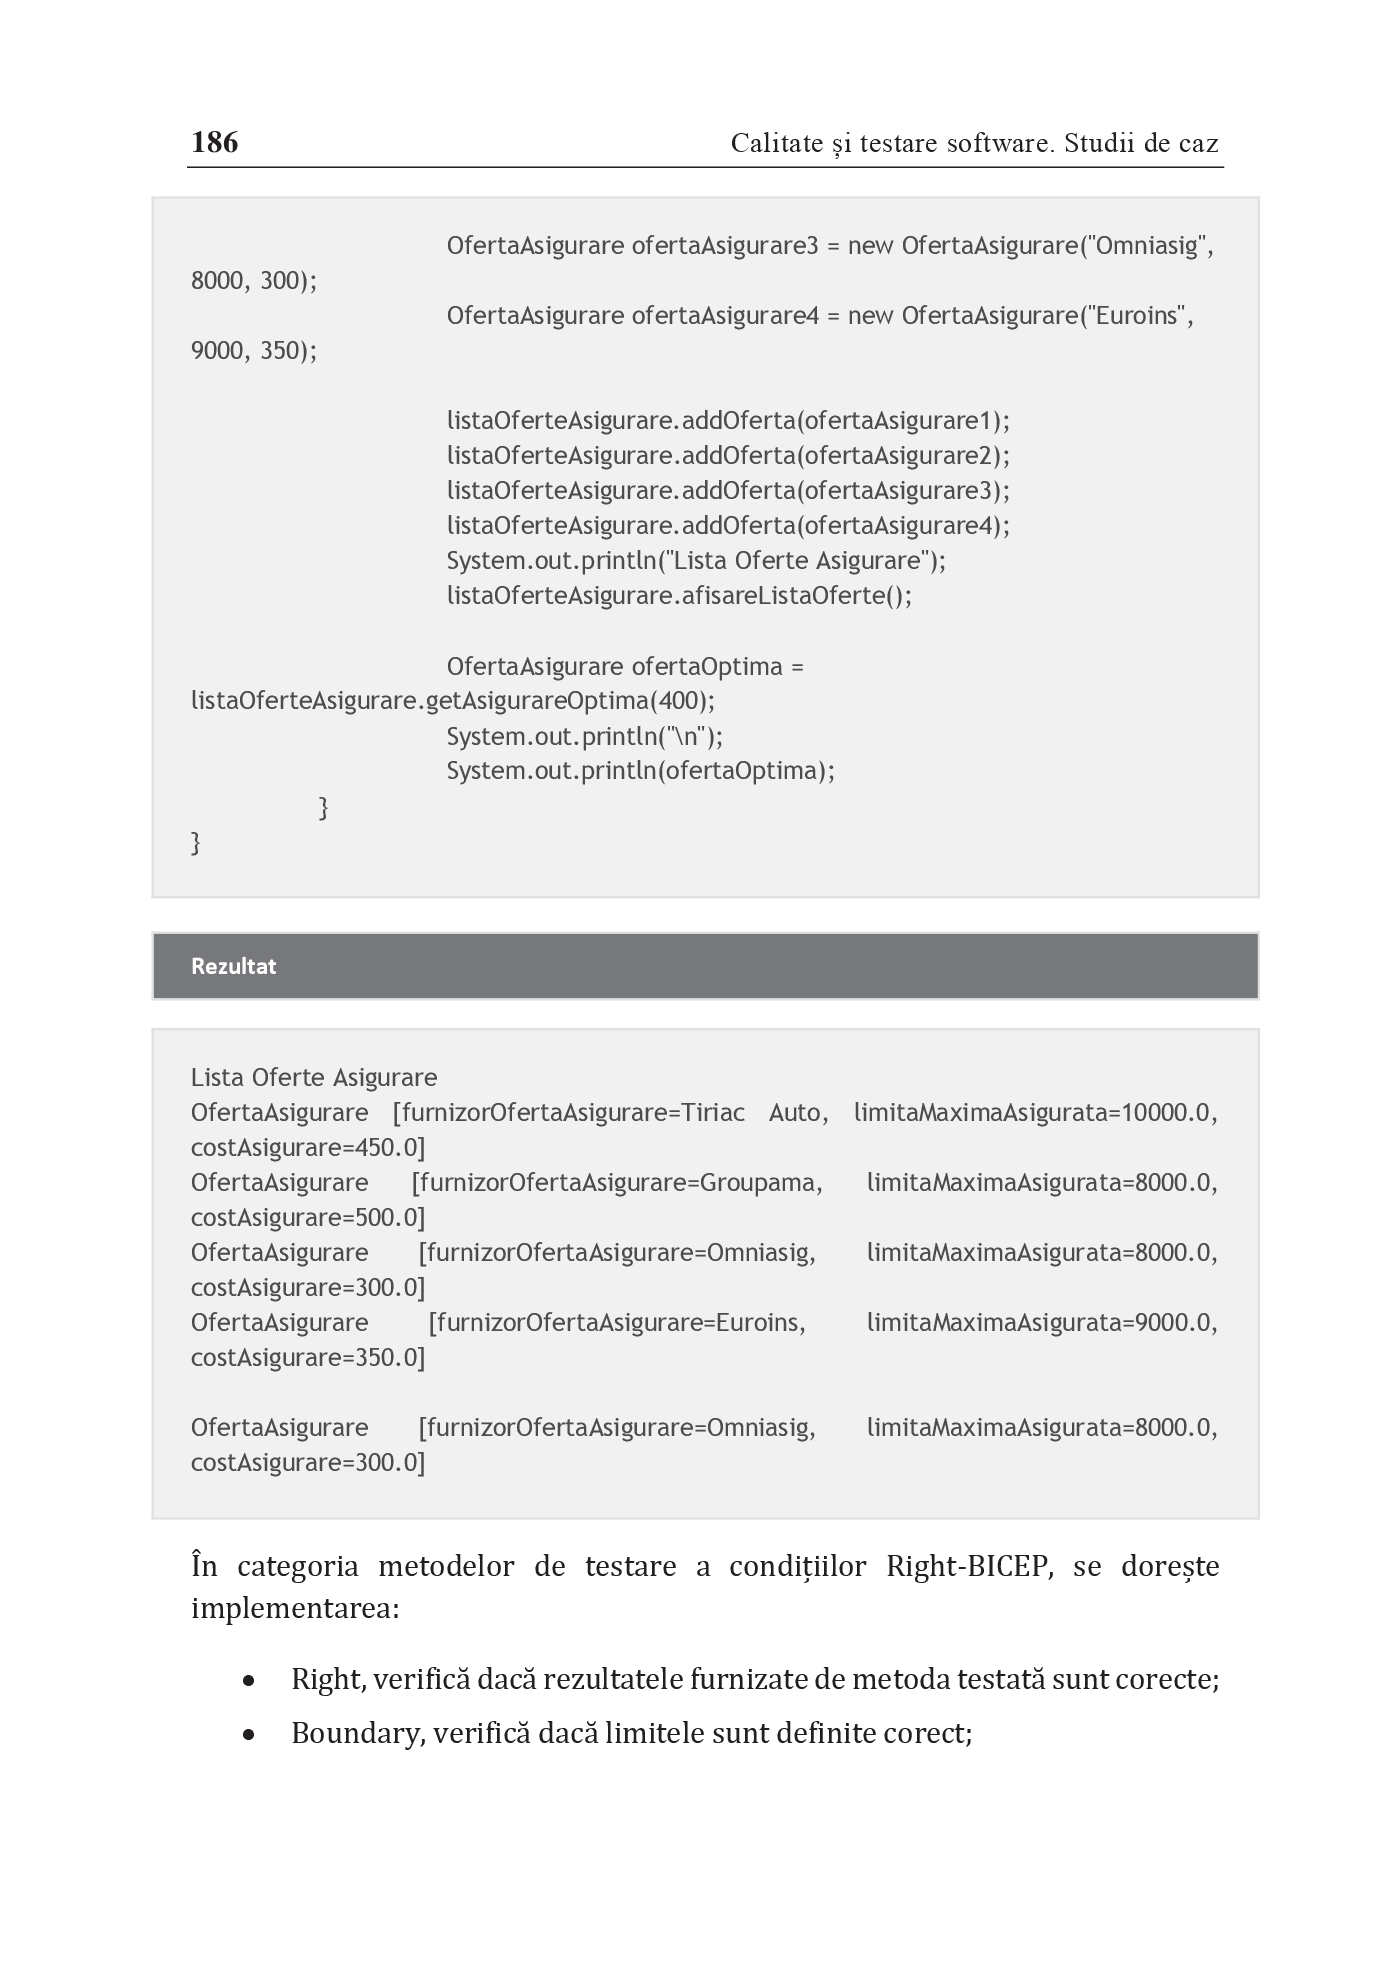 186 Calitate și testare software. Studii de caz
OfertaAsigurare ofertaAsigurare3 = new OfertaAsigurare("Omniasig",
8000, 300);
OfertaAsigurare ofertaAsigurare4 = new OfertaAsigurare("Euroins",
9000, 350);
listaOferteAsigurare.addOferta(ofertaAsigurare1);
listaOferteAsigurare.addOferta(ofertaAsigurare2);
listaOferteAsigurare.addOferta(ofertaAsigurare3);
listaOferteAsigurare.addOferta(ofertaAsigurare4);
System.out.println("Lista Oferte Asigurare");
listaOferteAsigurare.afisareListaOferte();
OfertaAsigurare ofertaOptima =
listaOferteAsigurare.getAsigurareOptima(400);
System.out.println("\n");
System.out.println(ofertaOptima);
}
}
Rezultat
Lista Oferte Asigurare
OfertaAsigurare [furnizorOfertaAsigurare=Tiriac Auto, limitaMaximaAsigurata=10000.0,
costAsigurare=450.0]
OfertaAsigurare [furnizorOfertaAsigurare=Groupama, limitaMaximaAsigurata=8000.0,
costAsigurare=500.0]
OfertaAsigurare [furnizorOfertaAsigurare=Omniasig, limitaMaximaAsigurata=8000.0,
costAsigurare=300.0]
OfertaAsigurare [furnizorOfertaAsigurare=Euroins, limitaMaximaAsigurata=9000.0,
costAsigurare=350.0]
OfertaAsigurare [furnizorOfertaAsigurare=Omniasig, limitaMaximaAsigurata=8000.0,
costAsigurare=300.0]
În categoria metodelor de testare a condițiilor Right-BICEP, se dorește
implementarea:
• Right, verifică dacă rezultatele furnizate de metoda testată sunt corecte;
• Boundary, verifică dacă limitele sunt definite corect;